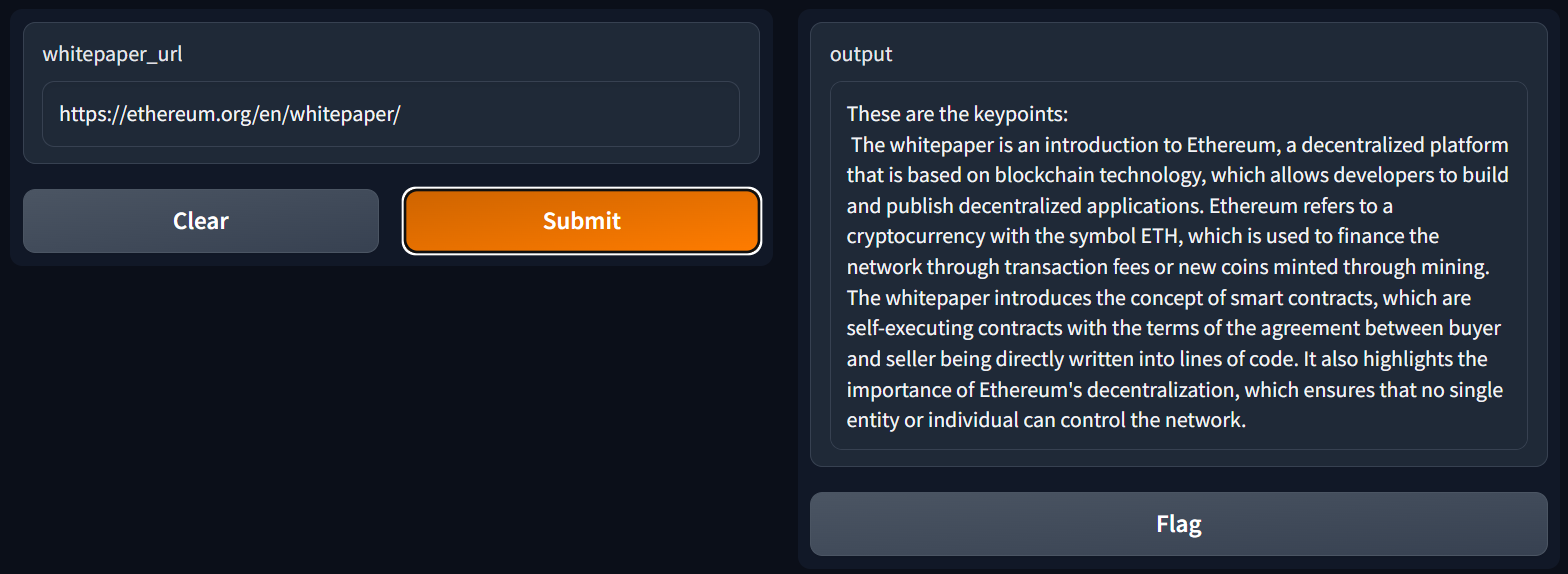 whitepaper_url
https://ethereum.org/en/whitepaper/
Clear
Submit
output
These are the keypoints:
The whitepaper is an introduction to Ethereum, a decentralized platform
that is based on blockchain technology, which allows developers to build
and publish decentralized applications. Ethereum refers to a
cryptocurrency with the symbol ETH, which is used to finance the
network through transaction fees or new coins minted through mining.
The whitepaper introduces the concept of smart contracts, which are
self-executing contracts with the terms of the agreement between buyer
and seller being directly written into lines of code. It also highlights the
importance of Ethereum's decentralization, which ensures that no single
entity or individual can control the network.
Flag